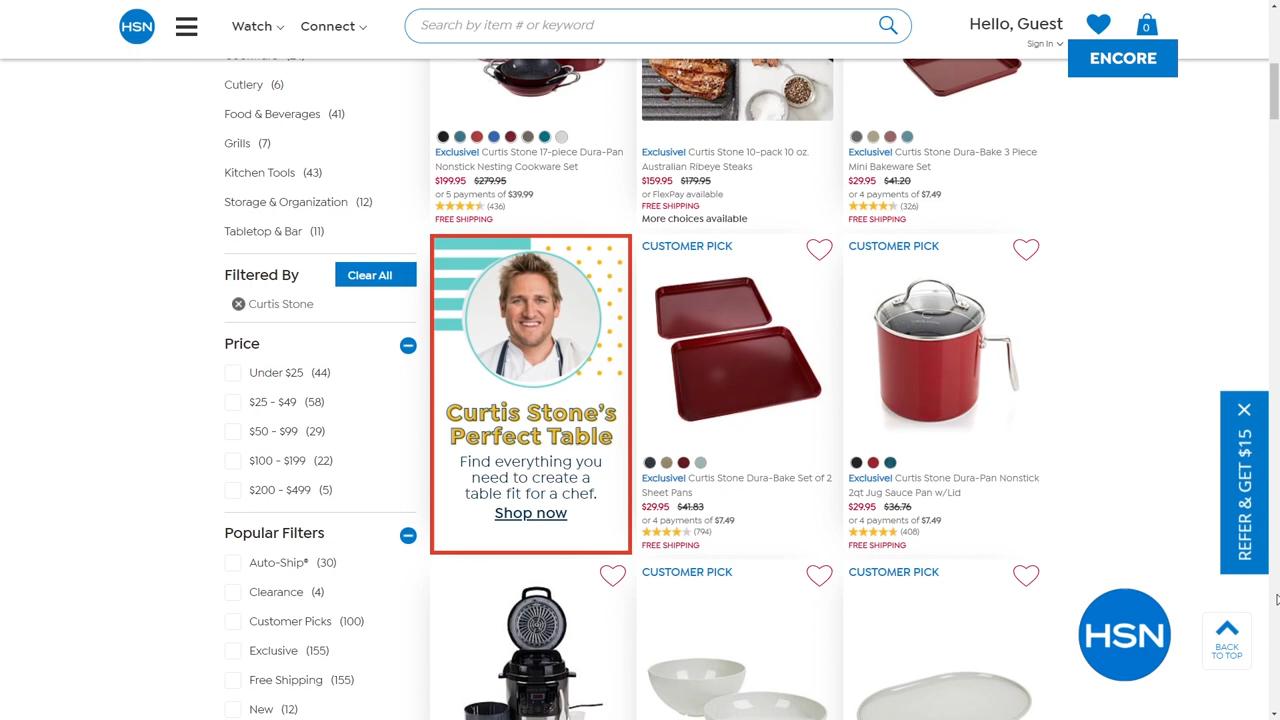 HSN
Watch
Connect
Search by item # or keyword
Hello, Guest
Sign In
0
ENCORE
Cutlery (6)
Food & Beverages (41)
Grills (7)
Kitchen Tools (43)
Storage & Organization (12)
Tabletop & Bar (11)
Filtered By
Clear All
Curtis Stone
Price
Under $25 (44)
$25 - $49 (58)
$50 - $99 (29)
$100 - $199 (22)
$200 - $499 (5)
Popular Filters
Auto-Ship® (30)
Clearance (4)
Customer Picks (100)
Exclusive (155)
Free Shipping (155)
New (12)
Exclusive! Curtis Stone 17-piece Dura-Pan
Nonstick Nesting Cookware Set
$199.95 $279.95
or 5 payments of $39.99
(436)
FREE SHIPPING
Exclusive! Curtis Stone 10-pack 10 oz.
Australian Ribeye Steaks
$159.95 $179.95
or FlexPay available
FREE SHIPPING
More choices available
Exclusive! Curtis Stone Dura-Bake 3 Piece
Mini Bakeware Set
$29.95 $41.20
or 4 payments of $7.49
(326)
FREE SHIPPING
Curtis Stone's
Perfect Table
Find everything you
need to create a
table fit for a chef.
Shop now
CUSTOMER PICK
Exclusive! Curtis Stone Dura-Bake Set of 2
Sheet Pans
$29.95 $41.83
or 4 payments of $7.49
(794)
FREE SHIPPING
CUSTOMER PICK
Exclusive! Curtis Stone Dura-Pan Nonstick
2qt Jug Sauce Pan w/Lid
$29.95 $36.76
or 4 payments of $7.49
(408)
FREE SHIPPING
CUSTOMER PICK
CUSTOMER PICK
REFER & GET $15
HSN
BACK
TO TOP